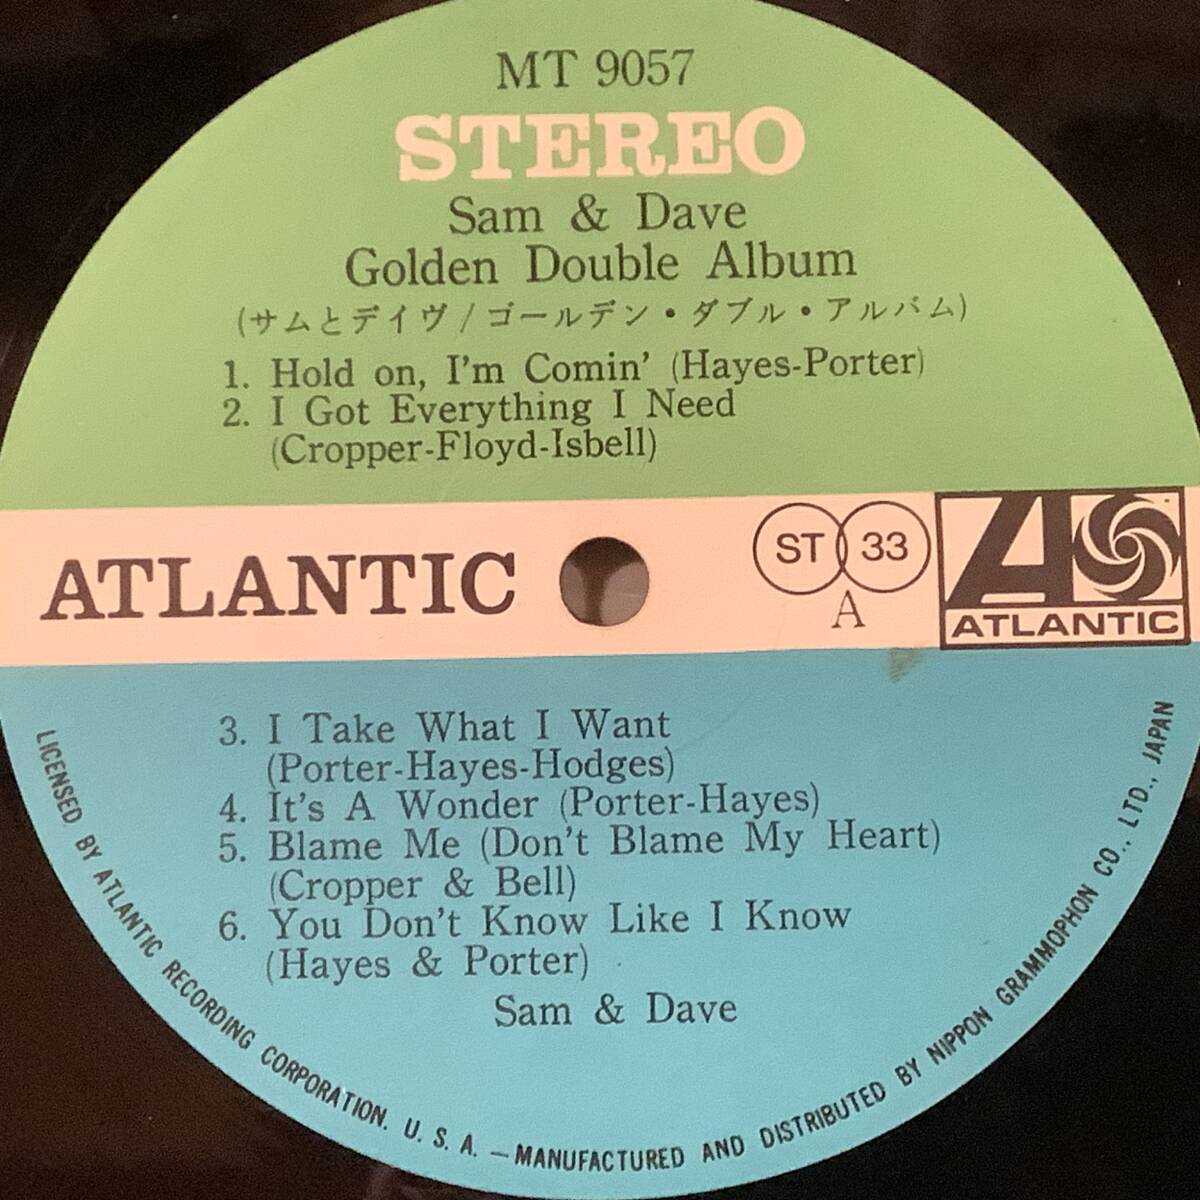 MT 9057
STEREO
Sam & Dave
Golden Double Album
(サムとデイヴ/ゴールデン・ダブル・アルバム)
1. Hold on, I'm Comin' (Hayes-Porter)
2. I Got Everything I Need
(Cropper-Floyd-Isbell)
ATLANTIC
ST 33
A
ATLANTIC
3. I Take What I Want
(Porter-Hayes-Hodges)
4. It's A Wonder (Porter-Hayes)
5. Blame Me (Don't Blame My Heart)
(Cropper & Bell)
6. You Don't Know Like I Know
(Hayes & Porter)
Sam & Dave
LICENSED BY ATLANTIC RECORDING CORPORATION. U. S. A. —MANUFACTURED AND DISTRIBUTED BY NIPPON GRAMMOPHON CO., LTD., JAPAN